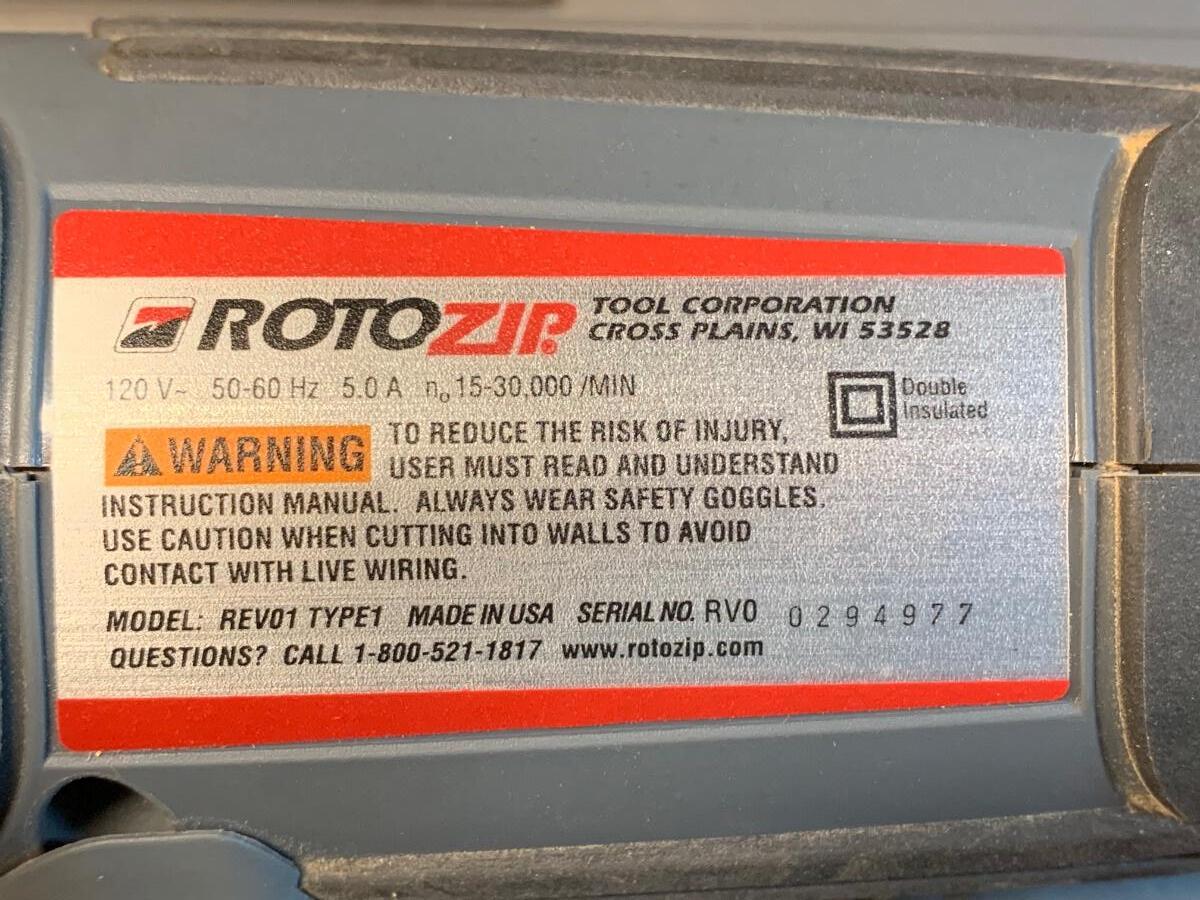 ROTOZIP® TOOL CORPORATION
CROSS PLAINS, WI 53528
120 V~ 50-60 Hz 5.0 A n₀ 15-30,000 /MIN
Double
Insulated
WARNING TO REDUCE THE RISK OF INJURY,
USER MUST READ AND UNDERSTAND
INSTRUCTION MANUAL. ALWAYS WEAR SAFETY GOGGLES.
USE CAUTION WHEN CUTTING INTO WALLS TO AVOID
CONTACT WITH LIVE WIRING.
MODEL: REV01 TYPE1 MADE IN USA SERIAL NO. RV0 0294977
QUESTIONS? CALL 1-800-521-1817 www.rotozip.com